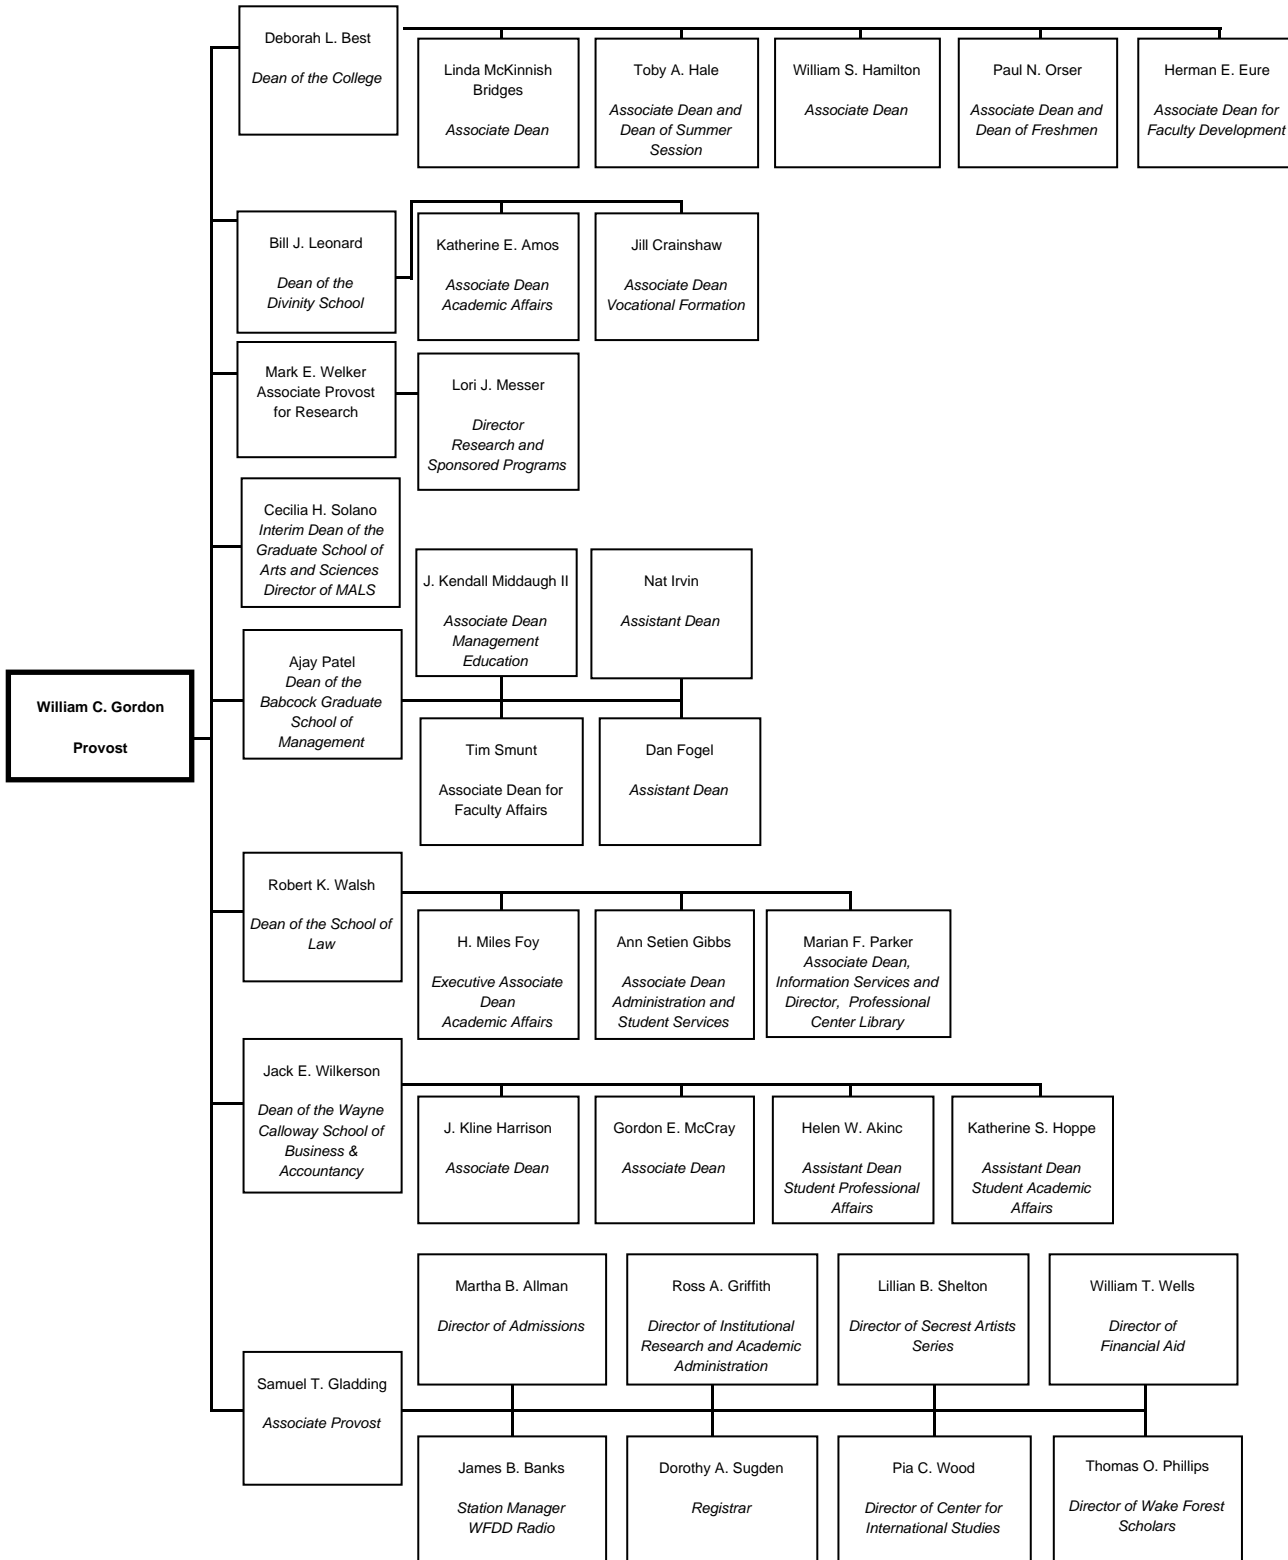 Deborah L. Best
Dean of the College
Linda McKinnish
Bridges
Associate Dean
Toby A. Hale
Associate Dean and
Dean of Summer
Session
William S. Hamilton
Associate Dean
Paul N. Orser
Associate Dean and
Dean of Freshmen
Herman E. Eure
Associate Dean for
Faculty Development
Bill J. Leonard
Dean of the
Divinity School
Katherine E. Amos
Associate Dean
Academic Affairs
Jill Crainshaw
Associate Dean
Vocational Formation
Mark E. Welker
Associate Provost
for Research
Lori J. Messer
Director
Research and
Sponsored Programs
Cecilia H. Solano
Interim Dean of the
Graduate School of
Arts and Sciences
Director of MALS
J. Kendall Middaugh II
Associate Dean
Management
Education
Nat Irvin
Assistant Dean
Ajay Patel
Dean of the
Babcock Graduate
School of
Management
William C. Gordon
Provost
Tim Smunt
Associate Dean for
Faculty Affairs
Dan Fogel
Assistant Dean
Robert K. Walsh
Dean of the School of
Law
H. Miles Foy
Executive Associate
Dean
Academic Affairs
Ann Setien Gibbs
Associate Dean
Administration and
Student Services
Marian F. Parker
Associate Dean,
Information Services and
Director, Professional
Center Library
Jack E. Wilkerson
Dean of the Wayne
Calloway School of
Business &
Accountancy
J. Kline Harrison
Associate Dean
Gordon E. McCray
Associate Dean
Helen W. Akinc
Assistant Dean
Student Professional
Affairs
Katherine S. Hoppe
Assistant Dean
Student Academic
Affairs
Martha B. Allman
Director of Admissions
Ross A. Griffith
Director of Institutional
Research and Academic
Administration
Lillian B. Shelton
Director of Secrest Artists
Series
William T. Wells
Director of
Financial Aid
Samuel T. Gladding
Associate Provost
James B. Banks
Station Manager
WFDD Radio
Dorothy A. Sugden
Registrar
Pia C. Wood
Director of Center for
International Studies
Thomas O. Phillips
Director of Wake Forest
Scholars